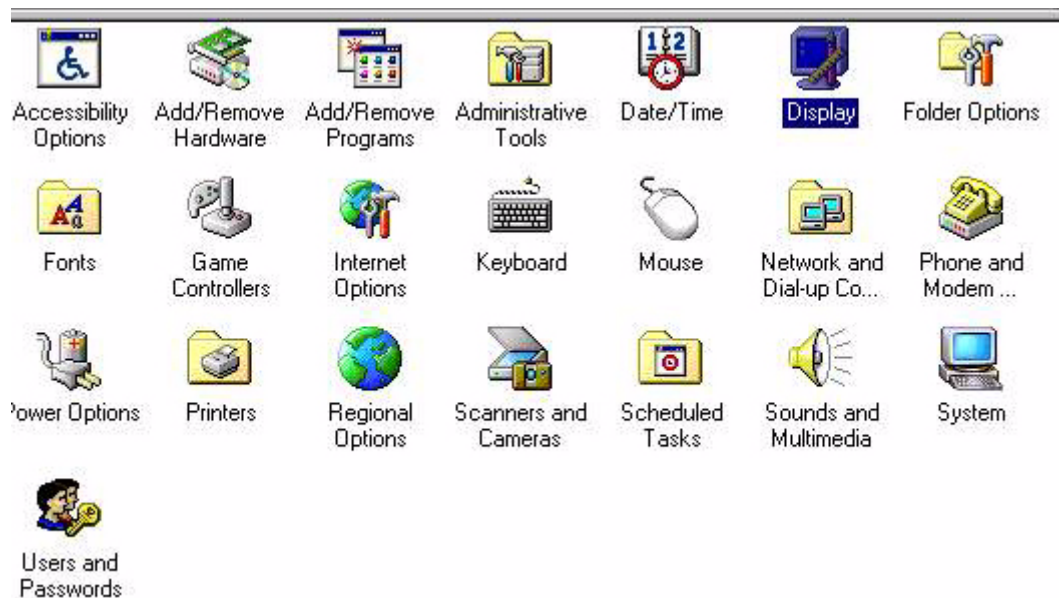 Accessibility Options
Add/Remove Hardware
Add/Remove Programs
Administrative Tools
Date/Time
Display
Folder Options
Fonts
Game Controllers
Internet Options
Keyboard
Mouse
Network and Dial-up Co...
Phone and Modem ...
Power Options
Printers
Regional Options
Scanners and Cameras
Scheduled Tasks
Sounds and Multimedia
System
Users and Passwords